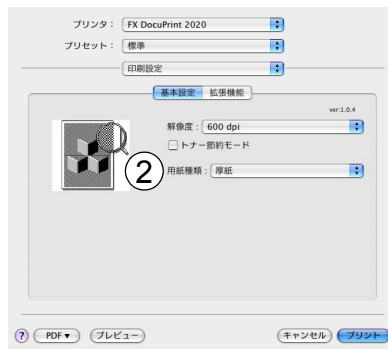 プリンタ： FX DocuPrint 2020
プリセット： 標準
印刷設定
基本設定 拡張機能
ver:1.0.4
解像度： 600 dpi
トナー節約モード
② 用紙種類： 厚紙
? PDF▼ プレビュー キャンセル プリント